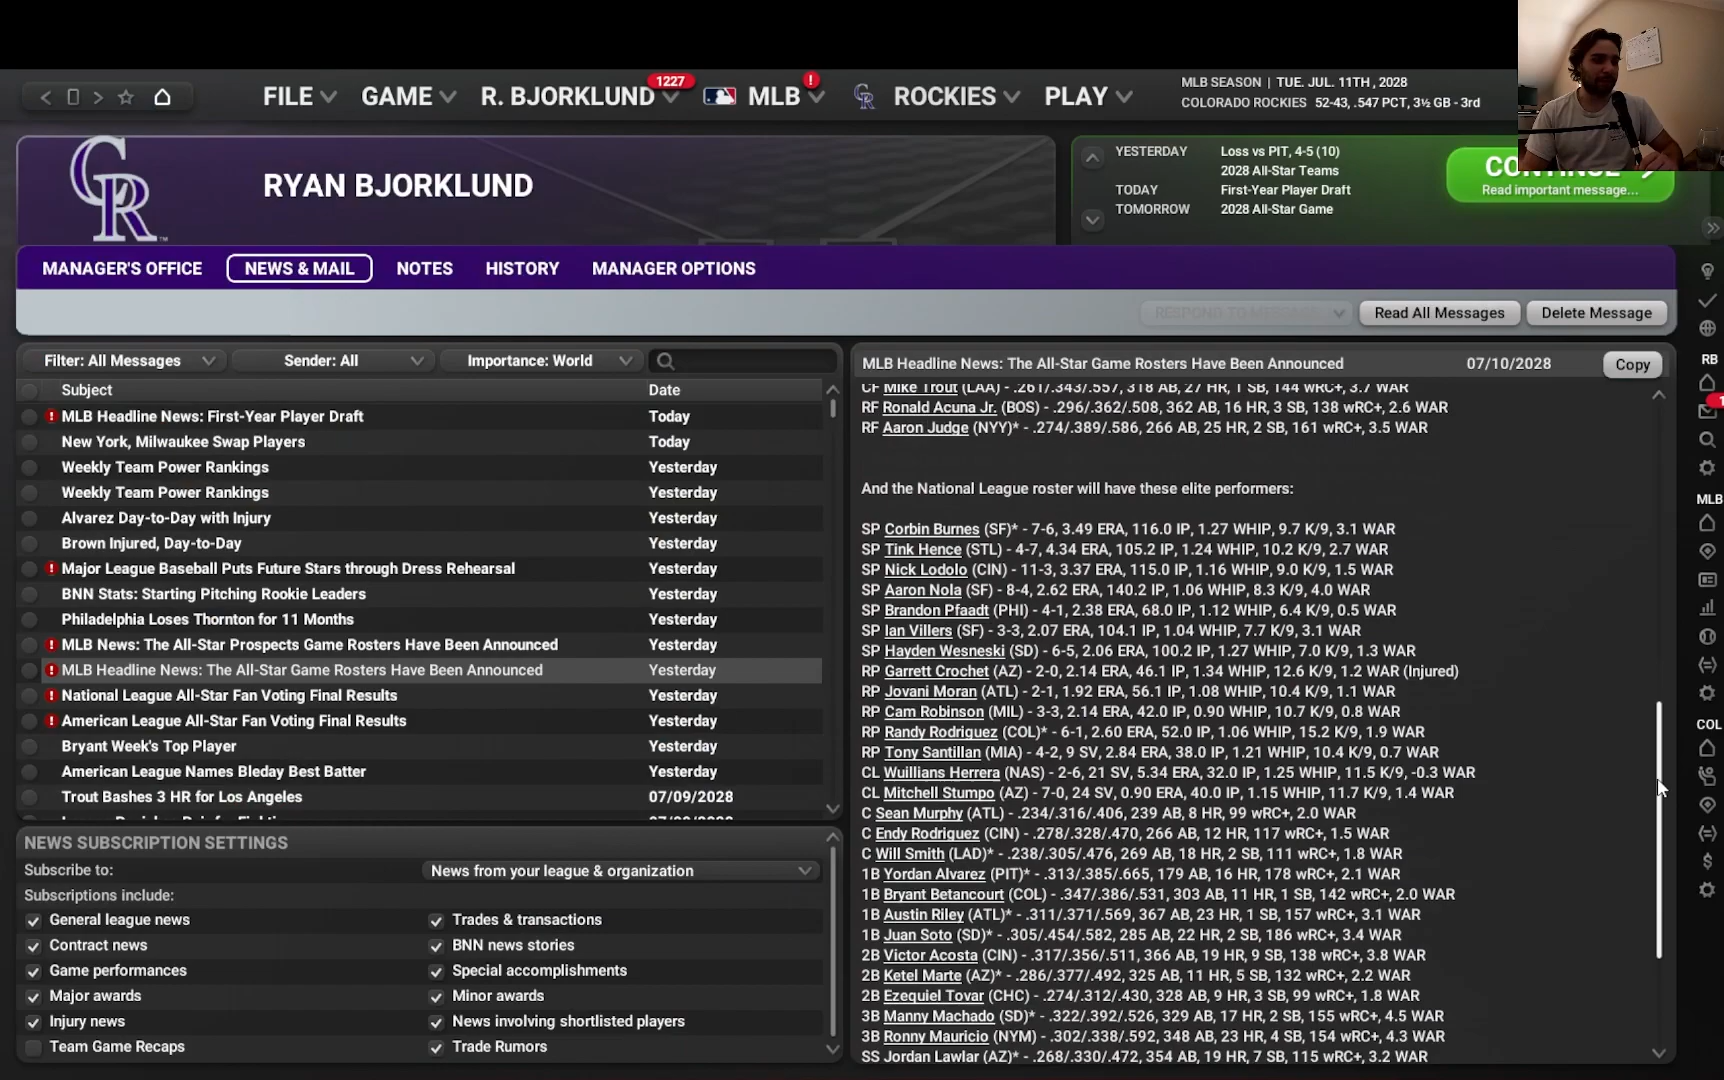 FILE GAME R. BJORKLUND 1227 MLB ! ROCKIES PLAY
MLB SEASON | TUE. JUL. 11TH, 2028
COLORADO ROCKIES 52-43, .547 PCT, 3½ GB - 3rd
CR
RYAN BJORKLUND
YESTERDAY Loss vs PIT, 4-5 (10)
2028 All-Star Teams
TODAY First-Year Player Draft
TOMORROW 2028 All-Star Game
Read important message...
MANAGER'S OFFICE NEWS & MAIL NOTES HISTORY MANAGER OPTIONS
RESPOND TO MESSAGE Read All Messages Delete Message
Filter: All Messages Sender: All Importance: World
Subject Date
! MLB Headline News: First-Year Player Draft Today
New York, Milwaukee Swap Players Today
Weekly Team Power Rankings Yesterday
Weekly Team Power Rankings Yesterday
Alvarez Day-to-Day with Injury Yesterday
Brown Injured, Day-to-Day Yesterday
! Major League Baseball Puts Future Stars through Dress Rehearsal Yesterday
BNN Stats: Starting Pitching Rookie Leaders Yesterday
Philadelphia Loses Thornton for 11 Months Yesterday
! MLB News: The All-Star Prospects Game Rosters Have Been Announced Yesterday
! MLB Headline News: The All-Star Game Rosters Have Been Announced Yesterday
! National League All-Star Fan Voting Final Results Yesterday
! American League All-Star Fan Voting Final Results Yesterday
Bryant Week's Top Player Yesterday
American League Names Bleday Best Batter Yesterday
Trout Bashes 3 HR for Los Angeles 07/09/2028
NEWS SUBSCRIPTION SETTINGS
Subscribe to: News from your league & organization
Subscriptions include:
General league news Trades & transactions
Contract news BNN news stories
Game performances Special accomplishments
Major awards Minor awards
Injury news News involving shortlisted players
Team Game Recaps Trade Rumors
MLB Headline News: The All-Star Game Rosters Have Been Announced 07/10/2028 Copy
CF Mike Trout (LAA) - .261/.343/.557, 318 AB, 27 HR, 1 SB, 144 wRC+, 3.7 WAR
RF Ronald Acuna Jr. (BOS) - .296/.362/.508, 362 AB, 16 HR, 3 SB, 138 wRC+, 2.6 WAR
RF Aaron Judge (NYY)* - .274/.389/.586, 266 AB, 25 HR, 2 SB, 161 wRC+, 3.5 WAR
And the National League roster will have these elite performers:
SP Corbin Burnes (SF)* - 7-6, 3.49 ERA, 116.0 IP, 1.27 WHIP, 9.7 K/9, 3.1 WAR
SP Tink Hence (STL) - 4-7, 4.34 ERA, 105.2 IP, 1.24 WHIP, 10.2 K/9, 2.7 WAR
SP Nick Lodolo (CIN) - 11-3, 3.37 ERA, 115.0 IP, 1.16 WHIP, 9.0 K/9, 1.5 WAR
SP Aaron Nola (SF) - 8-4, 2.62 ERA, 140.2 IP, 1.06 WHIP, 8.3 K/9, 4.0 WAR
SP Brandon Pfaadt (PHI) - 4-1, 2.38 ERA, 68.0 IP, 1.12 WHIP, 6.4 K/9, 0.5 WAR
SP Ian Villers (SF) - 3-3, 2.07 ERA, 104.1 IP, 1.04 WHIP, 7.7 K/9, 3.1 WAR
SP Hayden Wesneski (SD) - 6-5, 2.06 ERA, 100.2 IP, 1.27 WHIP, 7.0 K/9, 1.3 WAR
RP Garrett Crochet (AZ) - 2-0, 2.14 ERA, 46.1 IP, 1.34 WHIP, 12.6 K/9, 1.2 WAR (Injured)
RP Jovani Moran (ATL) - 2-1, 1.92 ERA, 56.1 IP, 1.08 WHIP, 10.4 K/9, 1.1 WAR
RP Cam Robinson (MIL) - 3-3, 2.14 ERA, 42.0 IP, 0.90 WHIP, 10.7 K/9, 0.8 WAR
RP Randy Rodriguez (COL)* - 6-1, 2.60 ERA, 52.0 IP, 1.06 WHIP, 15.2 K/9, 1.9 WAR
RP Tony Santillan (MIA) - 4-2, 9 SV, 2.84 ERA, 38.0 IP, 1.21 WHIP, 10.4 K/9, 0.7 WAR
CL Wuillians Herrera (NAS) - 2-6, 21 SV, 5.34 ERA, 32.0 IP, 1.25 WHIP, 11.5 K/9, -0.3 WAR
CL Mitchell Stumpo (AZ) - 7-0, 24 SV, 0.90 ERA, 40.0 IP, 1.15 WHIP, 11.7 K/9, 1.4 WAR
C Sean Murphy (ATL) - .234/.316/.406, 239 AB, 8 HR, 99 wRC+, 2.0 WAR
C Endy Rodriguez (CIN) - .278/.328/.470, 266 AB, 12 HR, 117 wRC+, 1.5 WAR
C Will Smith (LAD)* - .238/.305/.476, 269 AB, 18 HR, 2 SB, 111 wRC+, 1.8 WAR
1B Yordan Alvarez (PIT)* - .313/.385/.665, 179 AB, 16 HR, 178 wRC+, 2.1 WAR
1B Bryant Betancourt (COL) - .347/.386/.531, 303 AB, 11 HR, 1 SB, 142 wRC+, 2.0 WAR
1B Austin Riley (ATL)* - .311/.371/.569, 367 AB, 23 HR, 1 SB, 157 wRC+, 3.1 WAR
1B Juan Soto (SD)* - .305/.454/.582, 285 AB, 22 HR, 2 SB, 186 wRC+, 3.4 WAR
2B Victor Acosta (CIN) - .317/.356/.511, 366 AB, 19 HR, 9 SB, 138 wRC+, 3.8 WAR
2B Ketel Marte (AZ)* - .286/.377/.492, 325 AB, 11 HR, 5 SB, 132 wRC+, 2.2 WAR
2B Ezequiel Tovar (CHC) - .274/.312/.430, 328 AB, 9 HR, 3 SB, 99 wRC+, 1.8 WAR
3B Manny Machado (SD)* - .322/.392/.526, 329 AB, 17 HR, 2 SB, 155 wRC+, 4.5 WAR
3B Ronny Mauricio (NYM) - .302/.338/.592, 348 AB, 23 HR, 4 SB, 154 wRC+, 4.3 WAR
SS Jordan Lawlar (AZ)* - .268/.330/.472, 354 AB, 19 HR, 7 SB, 115 wRC+, 3.2 WAR
RB
MLB
COL